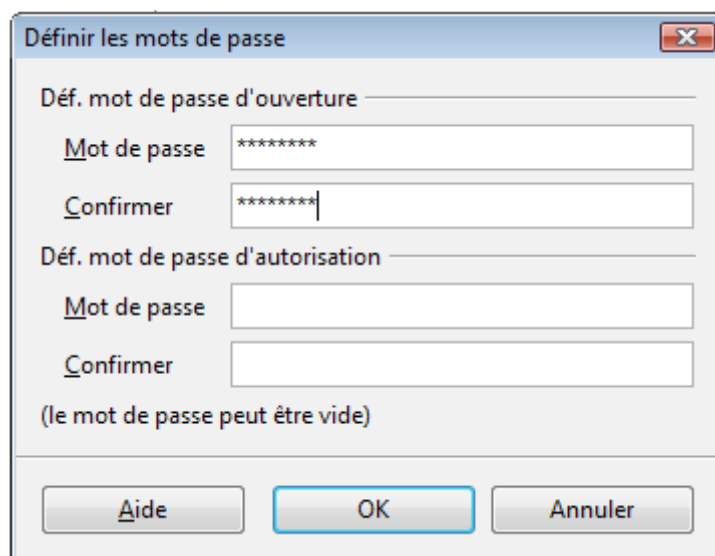 Définir les mots de passe
Déf. mot de passe d'ouverture
Mot de passe ********
Confirmer ********
Déf. mot de passe d'autorisation
Mot de passe
Confirmer
(le mot de passe peut être vide)
Aide OK Annuler